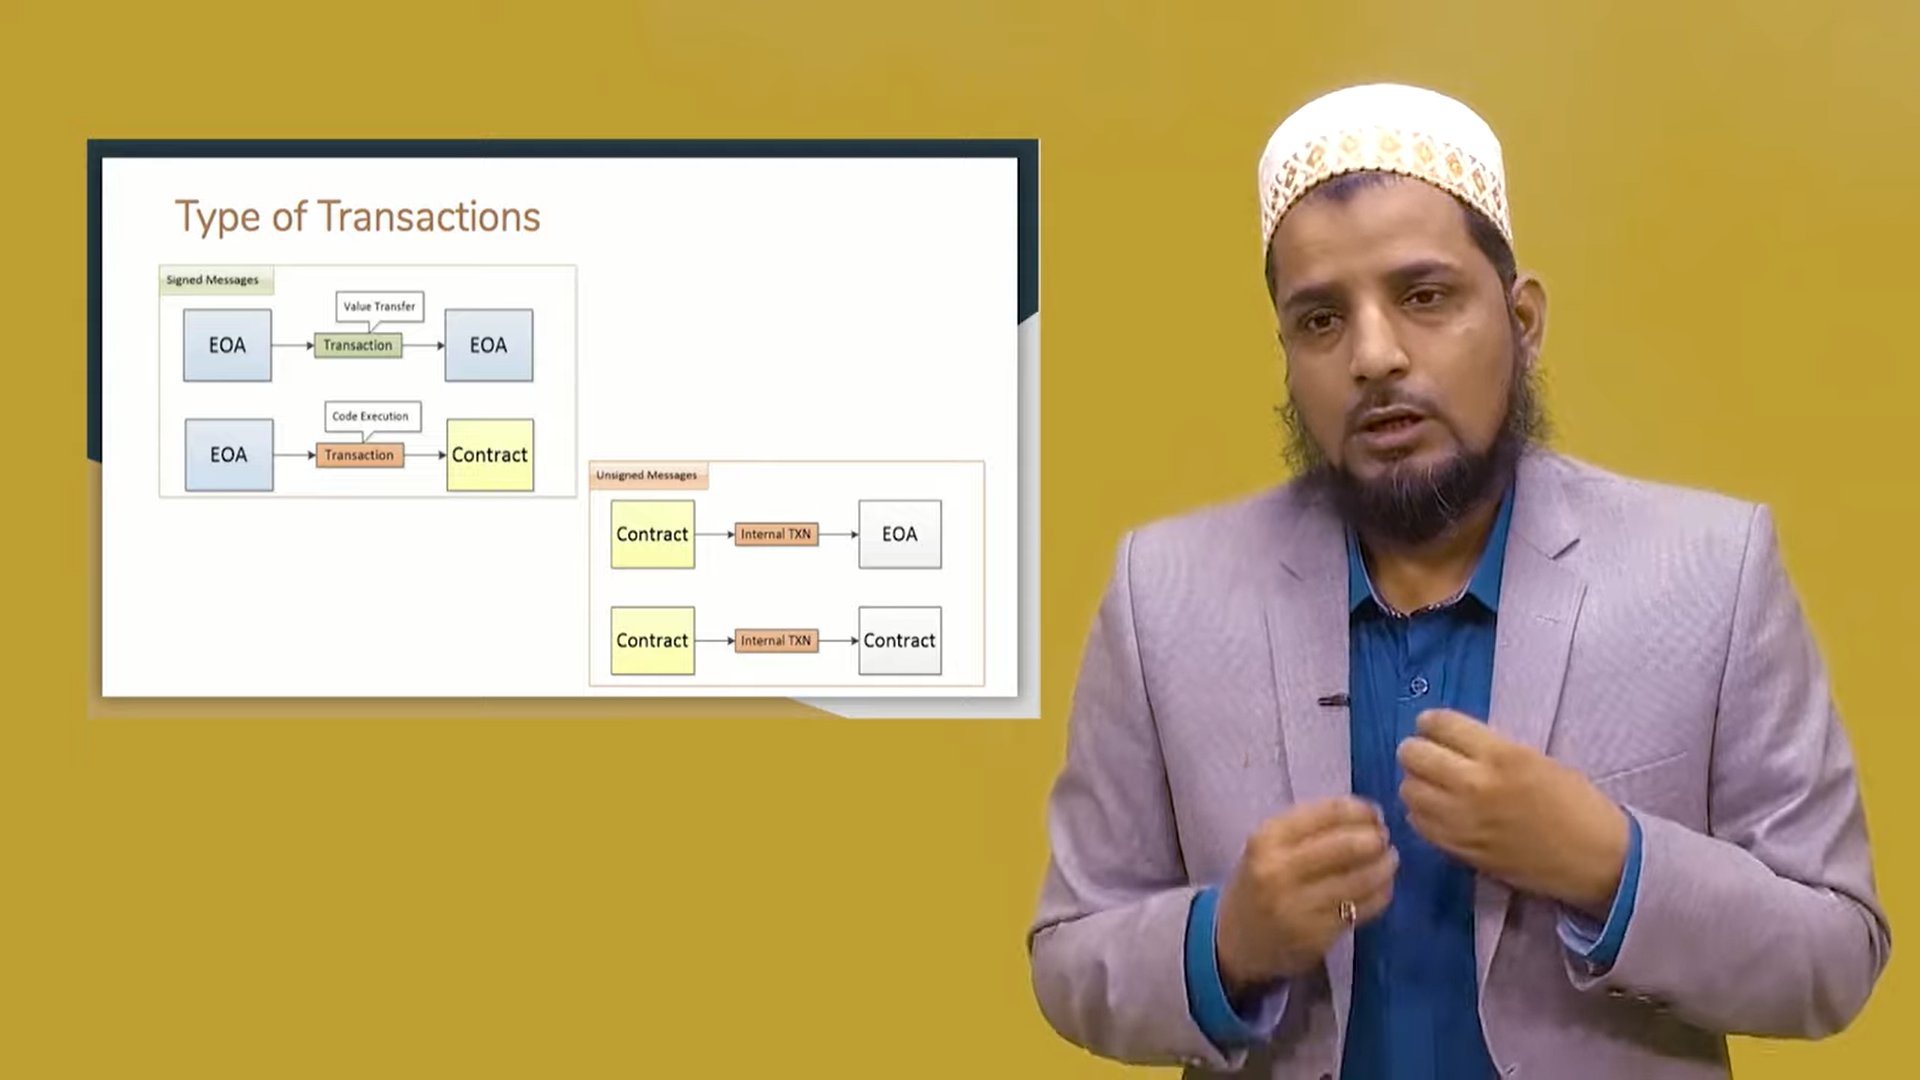 Type of Transactions
Signed Messages
Value Transfer
EOA
Transaction
EOA
Code Execution
EOA
Transaction
Contract
Unsigned Messages
Contract
Internal TXN
EOA
Contract
Internal TXN
Contract